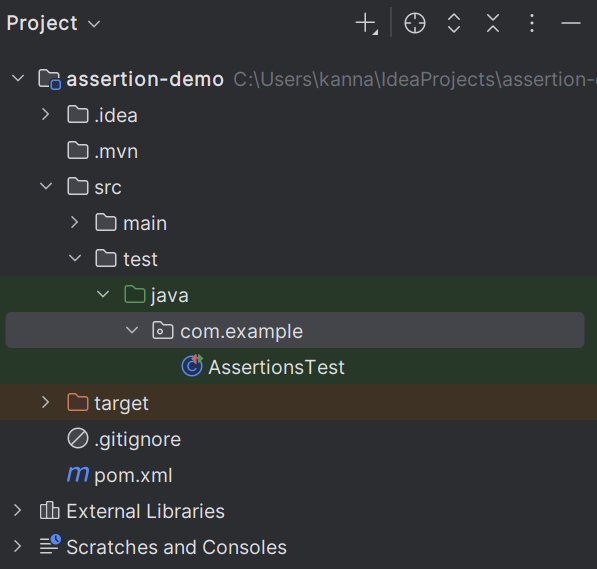 Project
assertion-demo C:\Users\kanna\IdeaProjects\assertion-
.idea
.mvn
src
main
test
java
com.example
AssertionsTest
target
.gitignore
pom.xml
External Libraries
Scratches and Consoles